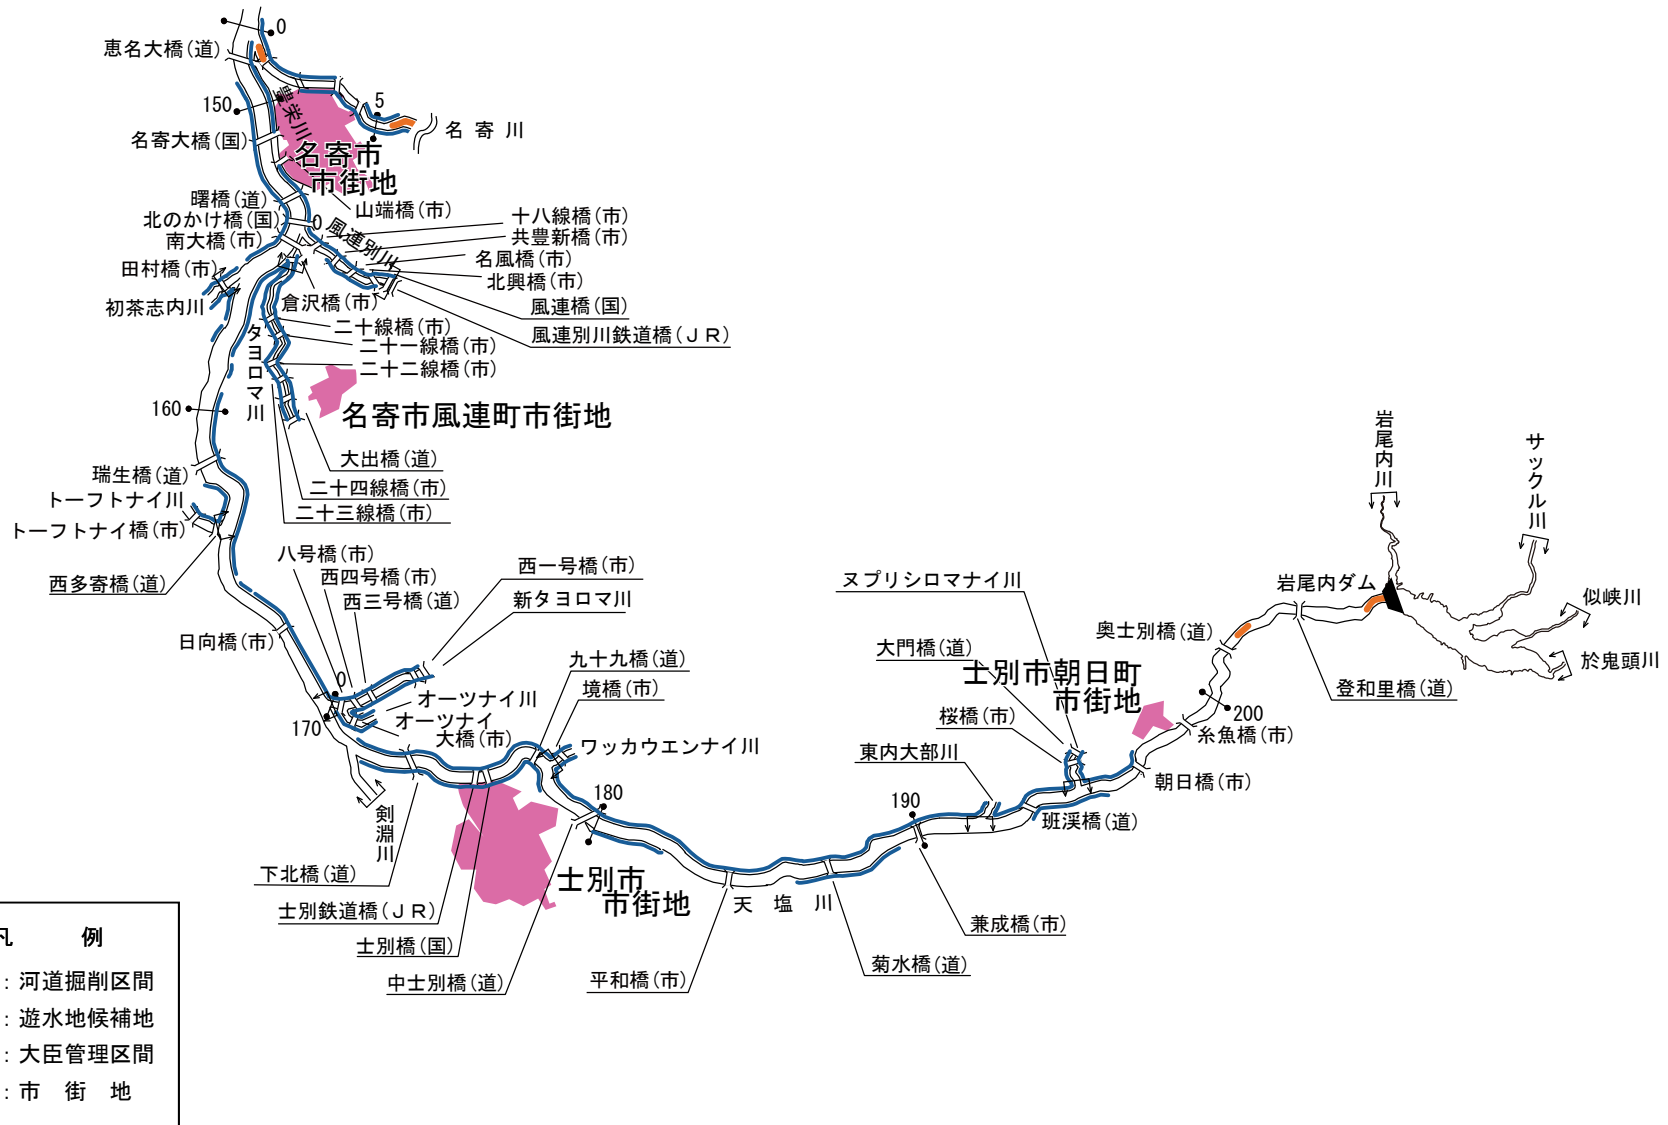 0
恵名大橋(道)
150
豊栄川
5
名寄川
名寄大橋(国)
名寄市
市街地
曙橋(道)
山端橋(市)
北のかけ橋(国)
0
風連別川
十八線橋(市)
南大橋(市)
共豊新橋(市)
名風橋(市)
田村橋(市)
北興橋(市)
初茶志内川
倉沢橋(市)
風連橋(国)
二十線橋(市)
風連別川鉄道橋(JR)
タヨロマ川
二十一線橋(市)
二十二線橋(市)
160
名寄市風連町市街地
大出橋(道)
瑞生橋(道)
二十四線橋(市)
トーフトナイ川
二十三線橋(市)
トーフトナイ橋(市)
西多寄橋(道)
八号橋(市)
西四号橋(市)
西三号橋(道)
西一号橋(市)
新タヨロマ川
日向橋(市)
0
170
オーツナイ川
オーツナイ
大橋(市)
九十九橋(道)
境橋(市)
ワッカウエンナイ川
剣淵川
180
下北橋(道)
士別市
市街地
士別鉄道橋(JR)
士別橋(国)
中士別橋(道)
平和橋(市)
天塩川
菊水橋(道)
兼成橋(市)
190
東内大部川
班渓橋(道)
桜橋(市)
大門橋(道)
ヌプリシロマナイ川
士別市朝日町
市街地
朝日橋(市)
糸魚橋(市)
200
奥士別橋(道)
登和里橋(道)
岩尾内ダム
岩尾内川
サックル川
似峡川
於鬼頭川
凡例
:河道掘削区間
:遊水地候補地
:大臣管理区間
:市街地